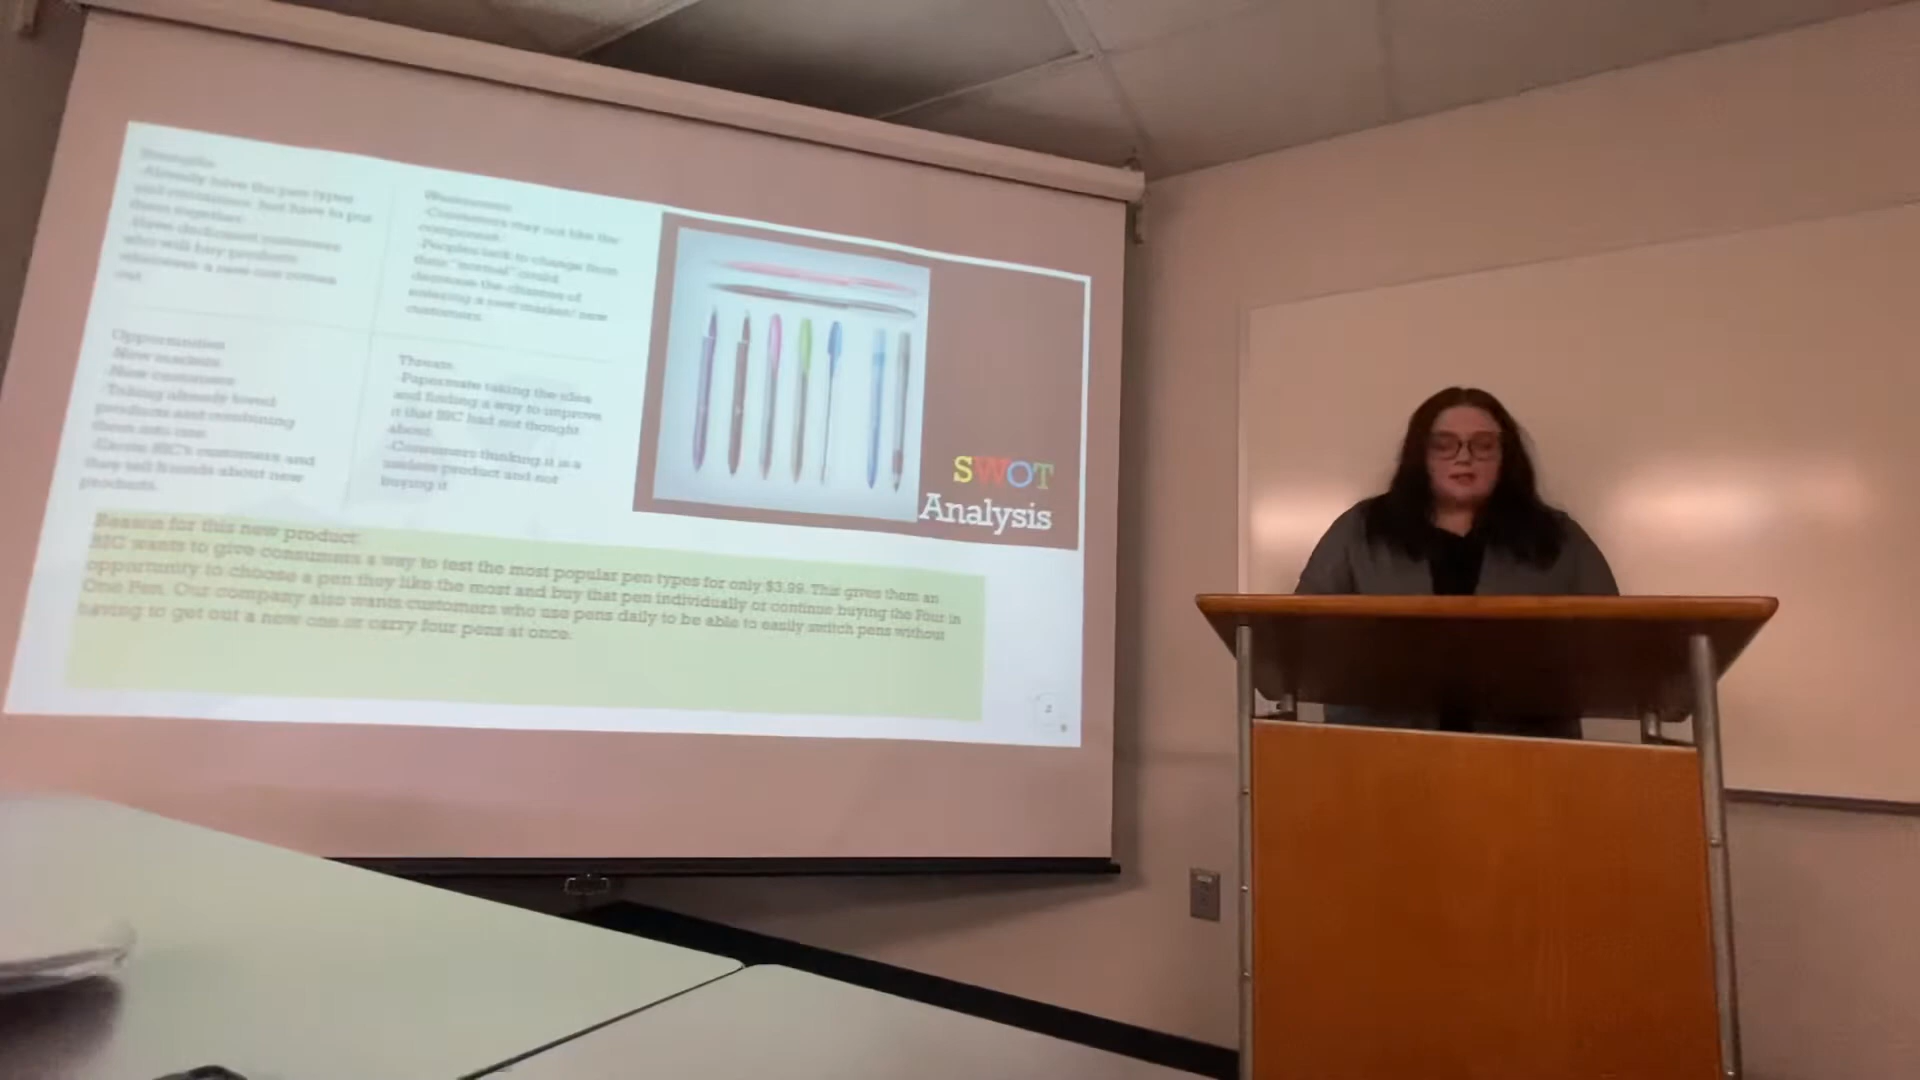 Strengths
-Already have the pen types
and containers, just have to put
them together
-Have dedicated customers
who will buy products
whenever a new one comes
out
Weaknesses
-Consumers may not like the
component
-Peoples lack to change from
their "normal" could
decrease the chances of
entering a new market/ new
customers
Opportunities
-New markets
-New customers
-Taking already loved
products and combining
them into one
BIC's customers and
they tell friends about new
products.
Threats
-Papermate taking the idea
and finding a way to improve
it that BIC had not thought
about
-Consumers thinking it is a
useless product and not
buying it
SWOT
Analysis
Reason for this new product:
BIC wants to give consumers a way to test the most popular pen types for only $3.99. This gives them an
opportunity to choose a pen they like the most and buy that pen individually or continue buying the Four in
One Pen. Our company also wants customers who use pens daily to be able to easily switch pens without
having to get out a new one or carry four pens at once.
2